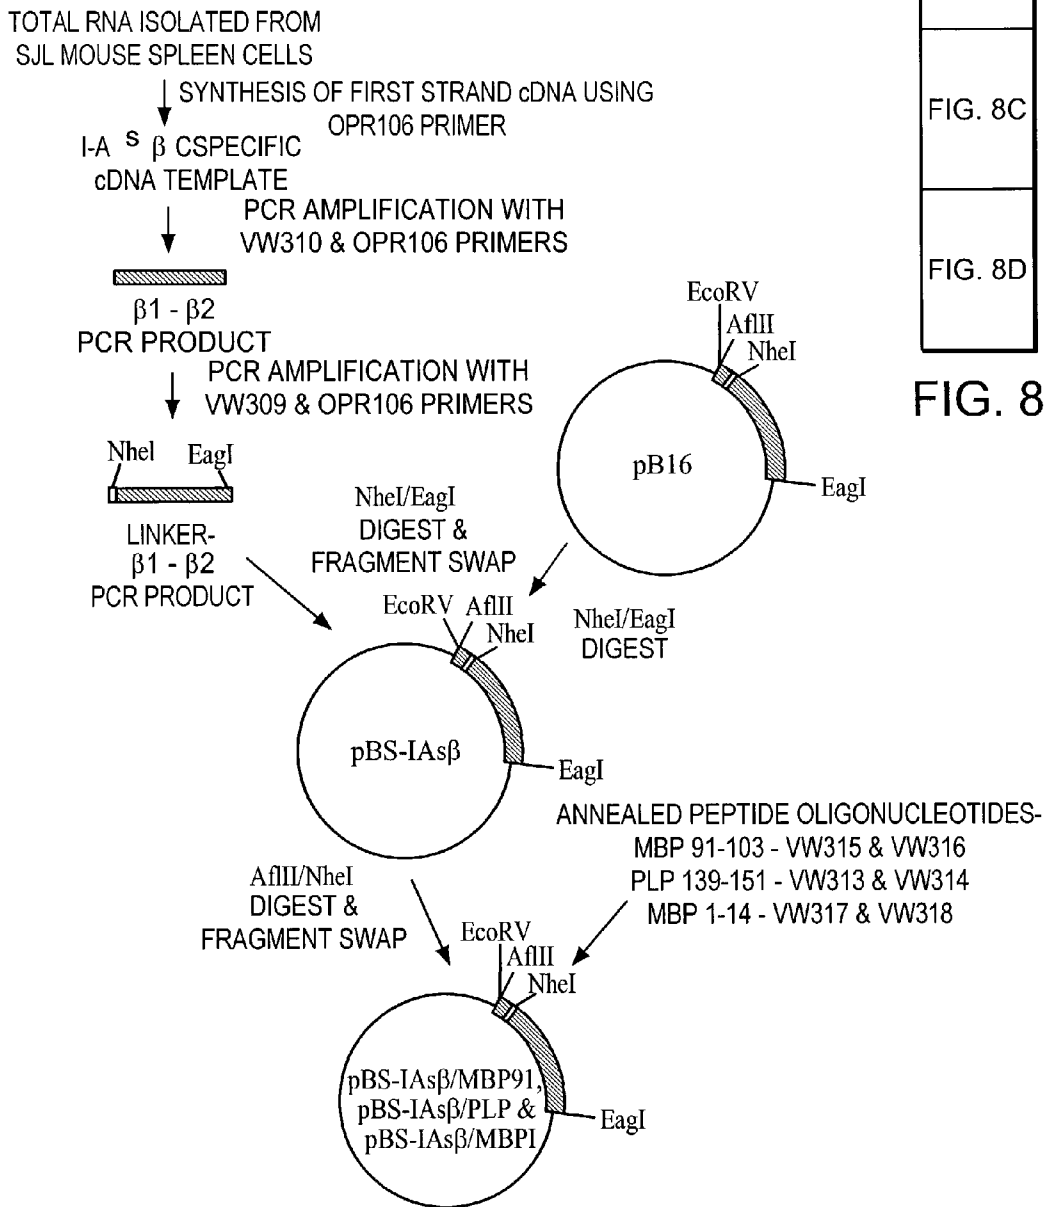 TOTAL RNA ISOLATED FROM
SJL MOUSE SPLEEN CELLS
SYNTHESIS OF FIRST STRAND cDNA USING
OPR106 PRIMER
I-A s β CSPECIFIC
cDNA TEMPLATE
PCR AMPLIFICATION WITH
VW310 & OPR106 PRIMERS
β1 - β2
PCR PRODUCT
PCR AMPLIFICATION WITH
VW309 & OPR106 PRIMERS
NheI EagI
LINKER-
β1 - β2
PCR PRODUCT
FIG. 8C
FIG. 8D
FIG. 8
EcoRV
AflII
NheI
pB16
EagI
NheI/EagI
DIGEST &
FRAGMENT SWAP
NheI/EagI
DIGEST
EcoRV AflII
NheI
pBS-IAsβ
EagI
ANNEALED PEPTIDE OLIGONUCLEOTIDES-
MBP 91-103 - VW315 & VW316
PLP 139-151 - VW313 & VW314
MBP 1-14 - VW317 & VW318
AflII/NheI
DIGEST &
FRAGMENT SWAP
EcoRV
AflII
NheI
pBS-IAsβ/MBP91,
pBS-IAsβ/PLP &
pBS-IAsβ/MBPI
EagI